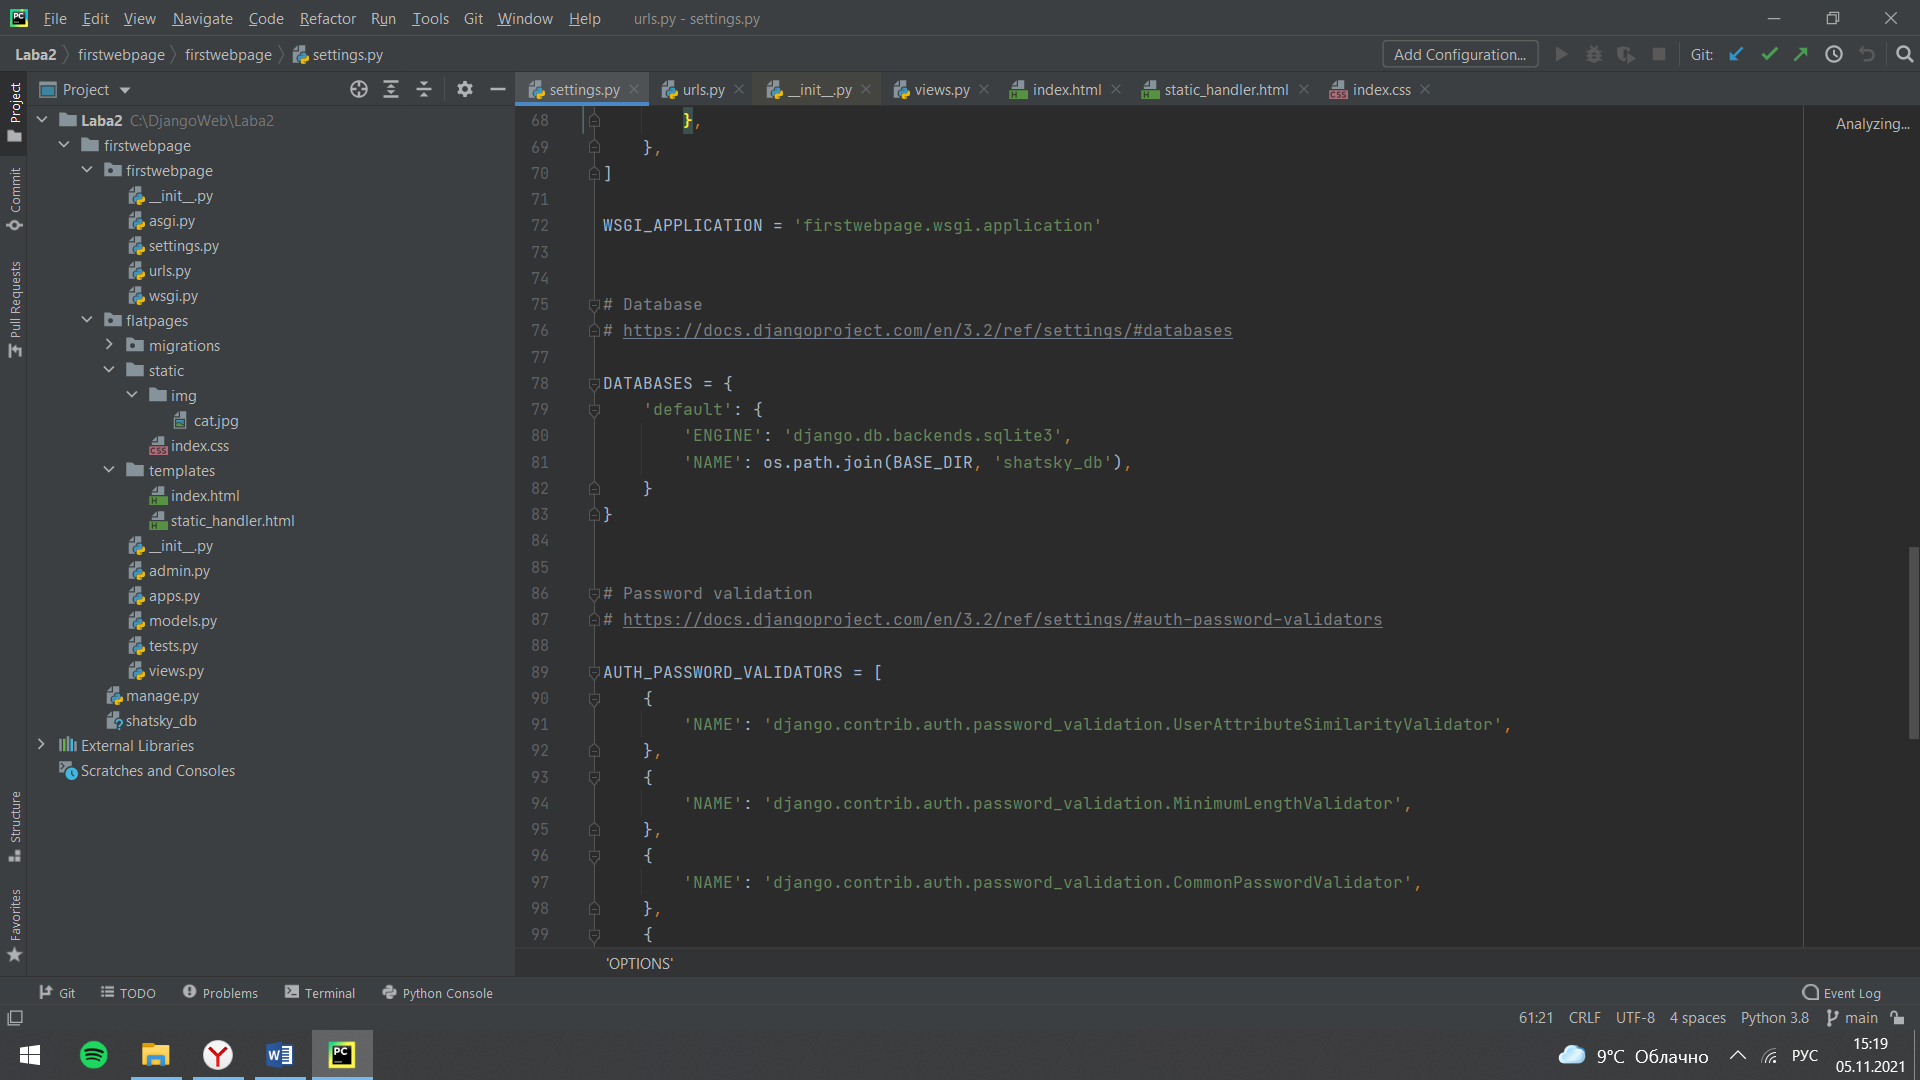 File Edit View Navigate Code Refactor Run Tools Git Window Help urls.py - settings.py
Laba2 firstwebpage firstwebpage settings.py Add Configuration... Git:
Project settings.py urls.py __init__.py views.py index.html static_handler.html index.css
Project
Commit
Pull Requests
Structure
Favorites
Laba2 C:\DjangoWeb\Laba2
firstwebpage
firstwebpage
__init__.py
asgi.py
settings.py
urls.py
wsgi.py
flatpages
migrations
static
img
cat.jpg
index.css
templates
index.html
static_handler.html
__init__.py
admin.py
apps.py
models.py
tests.py
views.py
manage.py
shatsky_db
External Libraries
Scratches and Consoles
Analyzing...
68 },
69 },
70 ]
71
72 WSGI_APPLICATION = 'firstwebpage.wsgi.application'
73
74
75 # Database
76 # https://docs.djangoproject.com/en/3.2/ref/settings/#databases
77
78 DATABASES = {
79 'default': {
80 'ENGINE': 'django.db.backends.sqlite3',
81 'NAME': os.path.join(BASE_DIR, 'shatsky_db'),
82 }
83 }
84
85
86 # Password validation
87 # https://docs.djangoproject.com/en/3.2/ref/settings/#auth-password-validators
88
89 AUTH_PASSWORD_VALIDATORS = [
90 {
91 'NAME': 'django.contrib.auth.password_validation.UserAttributeSimilarityValidator',
92 },
93 {
94 'NAME': 'django.contrib.auth.password_validation.MinimumLengthValidator',
95 },
96 {
97 'NAME': 'django.contrib.auth.password_validation.CommonPasswordValidator',
98 },
99 {
'OPTIONS'
Git TODO Problems Terminal Python Console Event Log
61:21 CRLF UTF-8 4 spaces Python 3.8 main
9°C Облачно РУС 15:19
05.11.2021